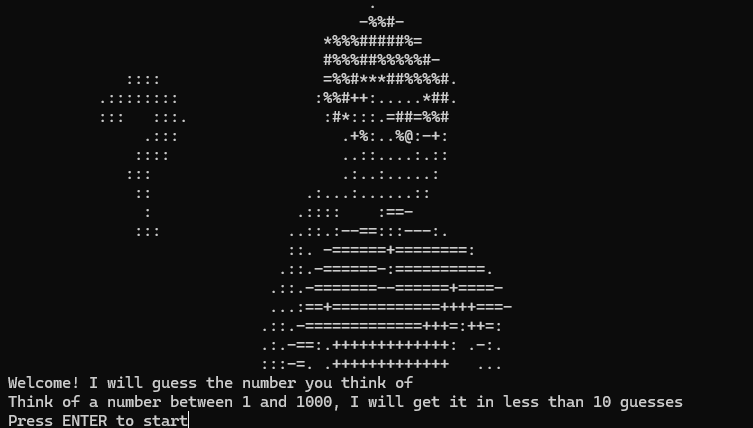 Welcome! I will guess the number you think of
Think of a number between 1 and 1000, I will get it in less than 10 guesses
Press ENTER to start